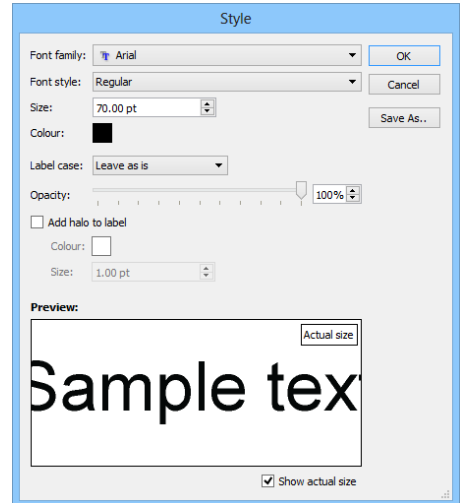 Style
Font family: Arial
OK
Font style: Regular
Cancel
Size: 70.00 pt
Save As..
Colour:
Label case: Leave as is
Opacity: 100%
Add halo to label
Colour:
Size: 1.00 pt
Preview:
Actual size
Sample text
Show actual size